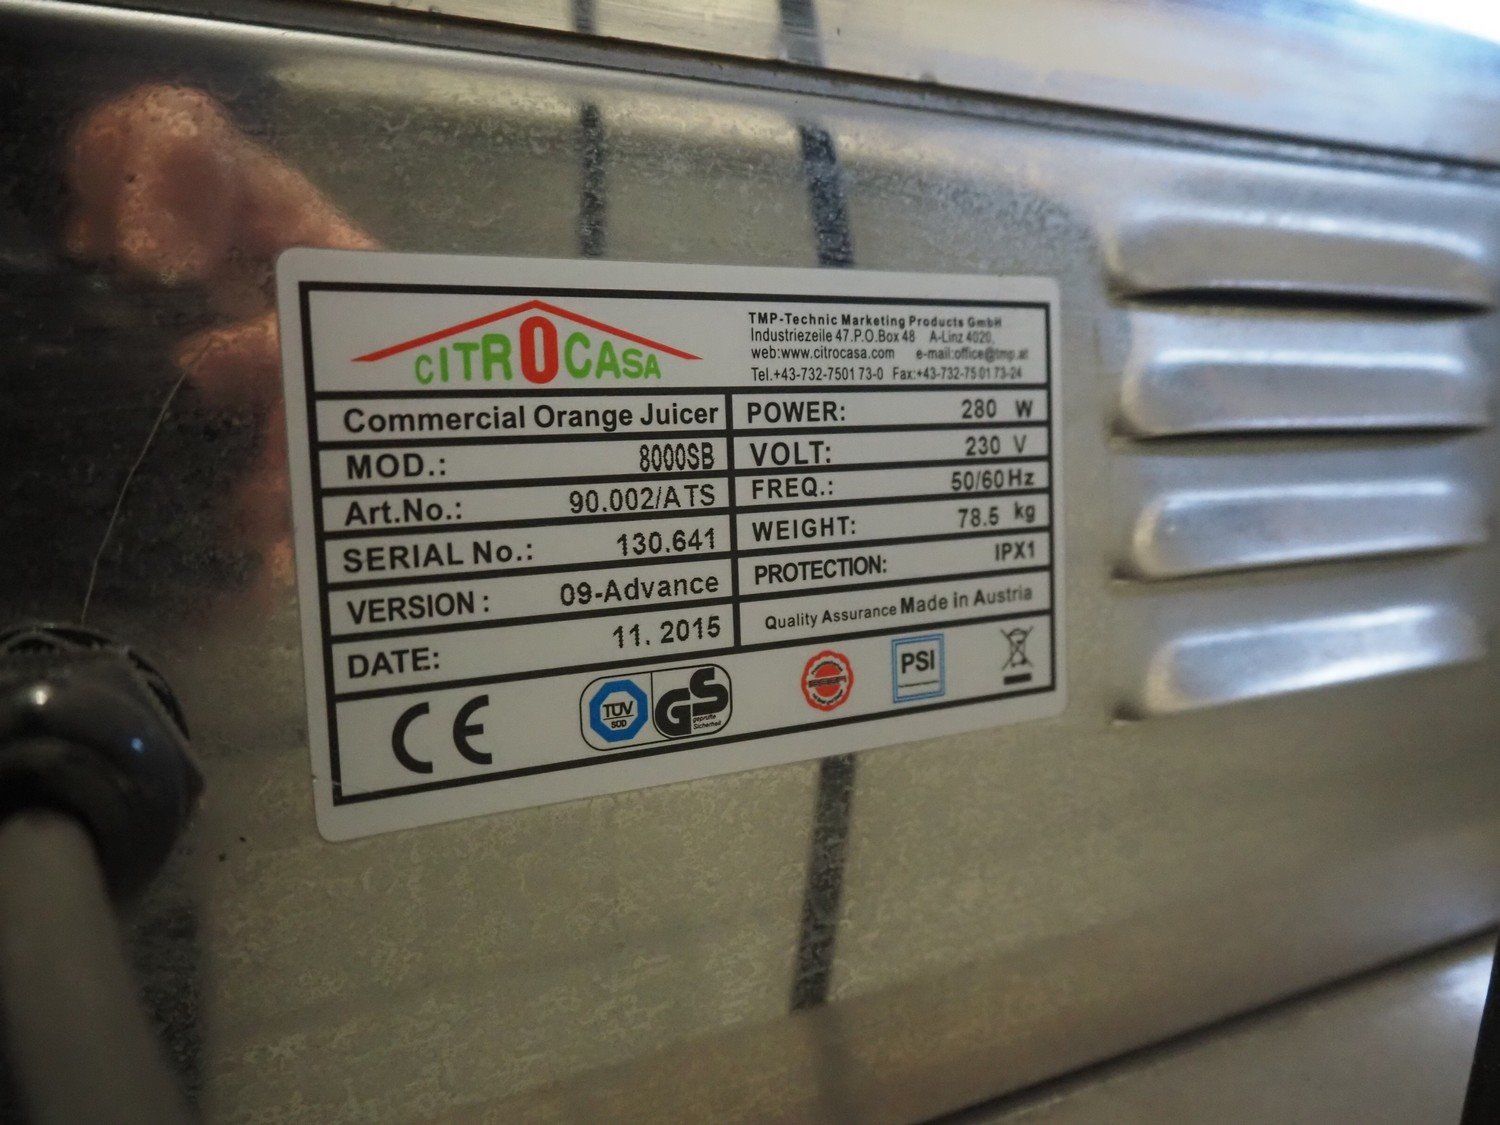 CITROCASA
TMP-Technic Marketing Products GmbH
Industriezeile 47.P.O.Box 48 A-Linz 4020,
web:www.citrocasa.com e-mail:office@tmp.at
Tel.+43-732-7501 73-0 Fax:+43-732-75 01 73-24
Commercial Orange Juicer
MOD.: 8000SB
Art.No.: 90.002/ATS
SERIAL No.: 130.641
VERSION : 09-Advance
DATE: 11. 2015
POWER: 280 W
VOLT: 230 V
FREQ.: 50/60Hz
WEIGHT: 78.5 kg
PROTECTION: IPX1
Quality Assurance Made in Austria
CE
TÜV
SÜD
GS
geprüfte
Sicherheit
PSI